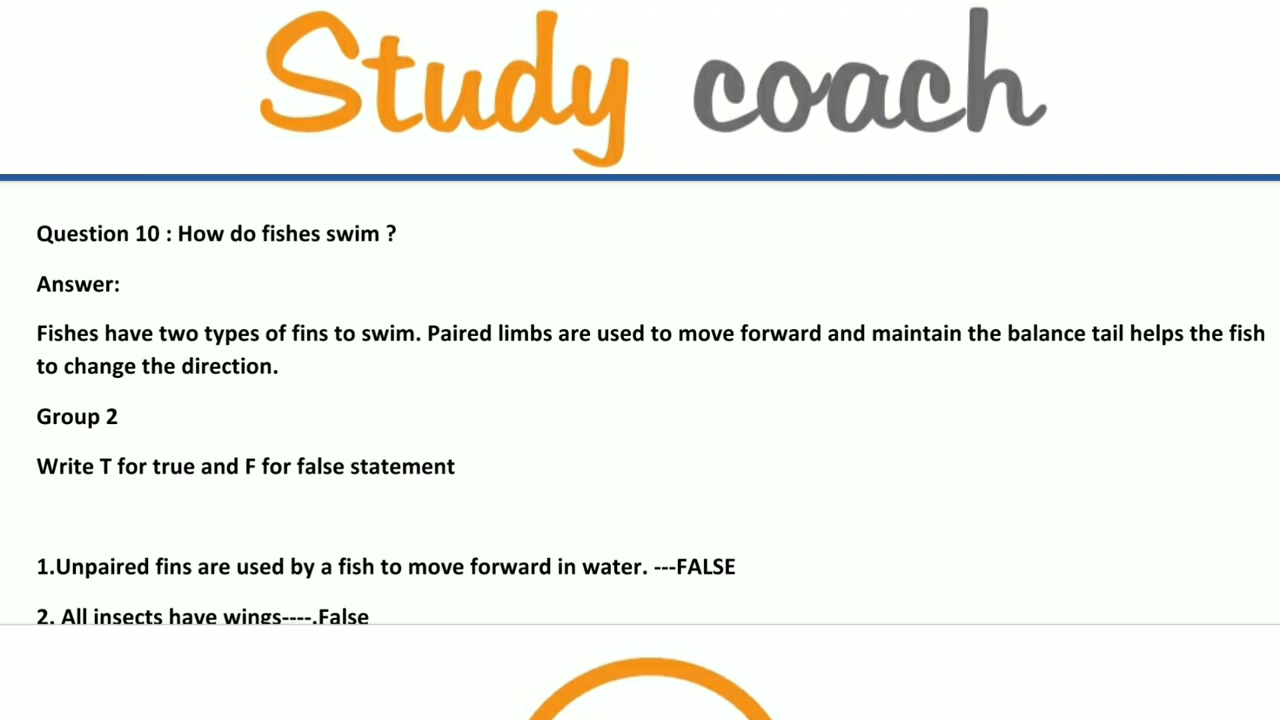 Study coach
Question 10 : How do fishes swim ?
Answer:
Fishes have two types of fins to swim. Paired limbs are used to move forward and maintain the balance tail helps the fish
to change the direction.
Group 2
Write T for true and F for false statement
1.Unpaired fins are used by a fish to move forward in water. ---FALSE
2. All insects have wings----.False